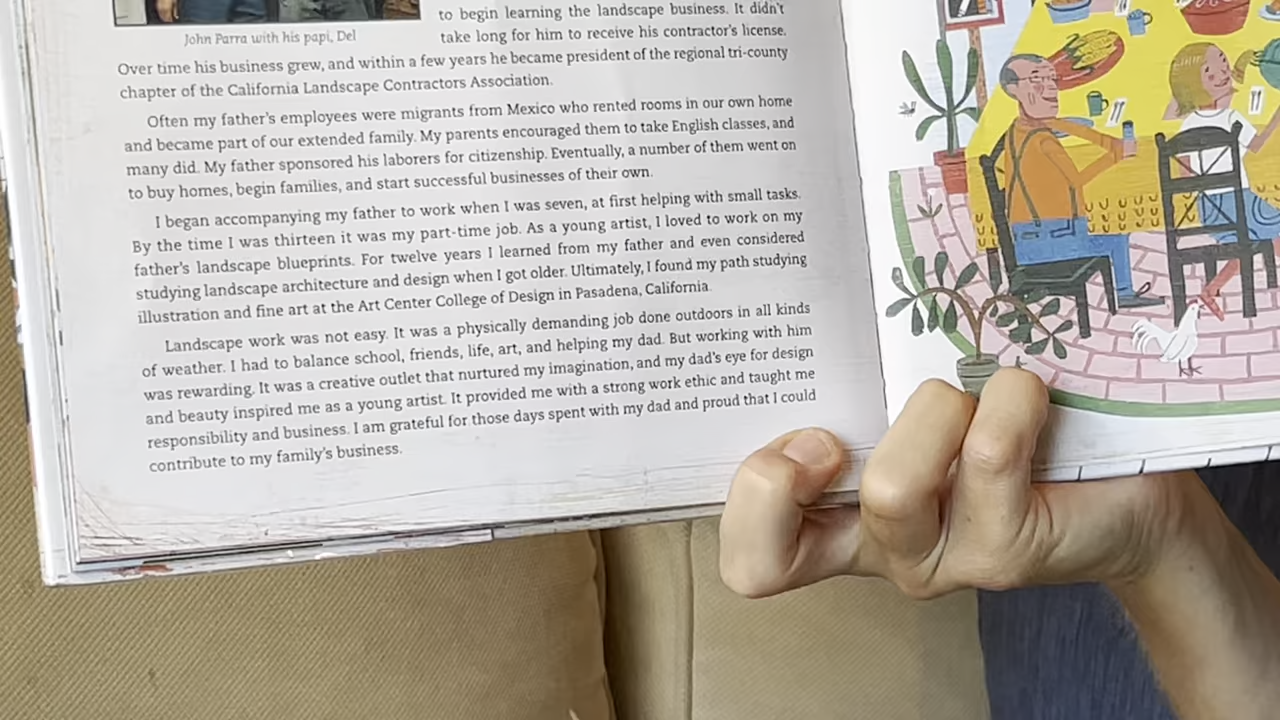 John Parra with his papi, Del
to begin learning the landscape business. It didn't
take long for him to receive his contractor's license.
Over time his business grew, and within a few years he became president of the regional tri-county
chapter of the California Landscape Contractors Association.
Often my father's employees were migrants from Mexico who rented rooms in our own home
and became part of our extended family. My parents encouraged them to take English classes, and
many did. My father sponsored his laborers for citizenship. Eventually, a number of them went on
to buy homes, begin families, and start successful businesses of their own.
I began accompanying my father to work when I was seven, at first helping with small tasks.
By the time I was thirteen it was my part-time job. As a young artist, I loved to work on my
father's landscape blueprints. For twelve years I learned from my father and even considered
studying landscape architecture and design when I got older. Ultimately, I found my path studying
illustration and fine art at the Art Center College of Design in Pasadena, California.
Landscape work was not easy. It was a physically demanding job done outdoors in all kinds
of weather. I had to balance school, friends, life, art, and helping my dad. But working with him
was rewarding. It was a creative outlet that nurtured my imagination, and my dad's eye for design
and beauty inspired me as a young artist. It provided me with a strong work ethic and taught me
responsibility and business. I am grateful for those days spent with my dad and proud that I could
contribute to my family's business.